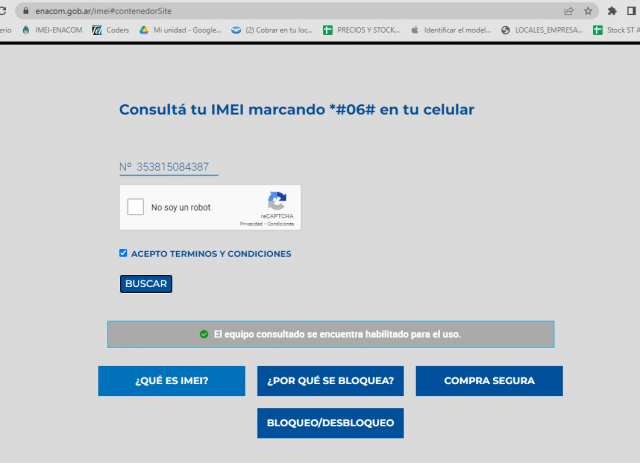 enacom.gob.ar/imei#contenedorSite
erio IMEI-ENACOM Coders Mi unidad - Google... (2) Cobrar en tu loc... PRECIOS Y STOCK... Identificar el model... LOCALES_EMPRESA... Stock ST A
Consultá tu IMEI marcando *#06# en tu celular
Nº 353815084387
No soy un robot
reCAPTCHA
Privacidad - Condiciones
ACEPTO TERMINOS Y CONDICIONES
BUSCAR
El equipo consultado se encuentra habilitado para el uso.
¿QUÉ ES IMEI? ¿POR QUÉ SE BLOQUEA? COMPRA SEGURA
BLOQUEO/DESBLOQUEO